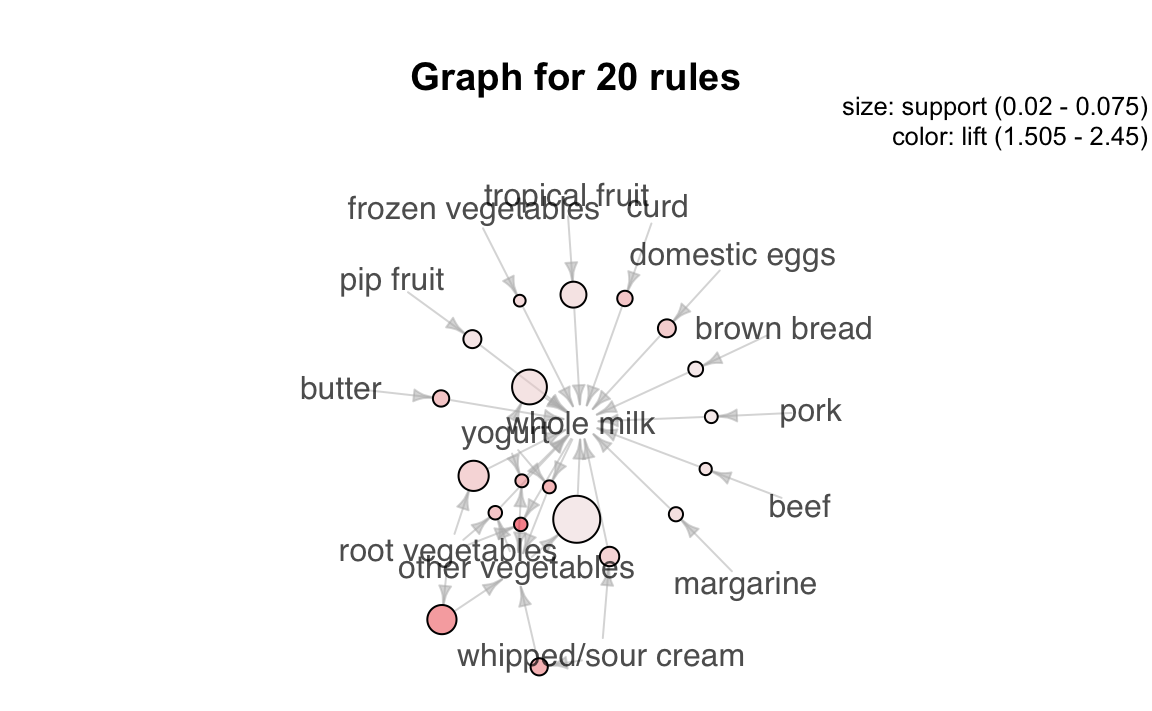 Graph for 20 rules
size: support (0.02 - 0.075)
color: lift (1.505 - 2.45)
tropical fruit
frozen vegetables
curd
domestic eggs
pip fruit
brown bread
butter
pork
whole milk
yogurt
beef
root vegetables
other vegetables
margarine
whipped/sour cream